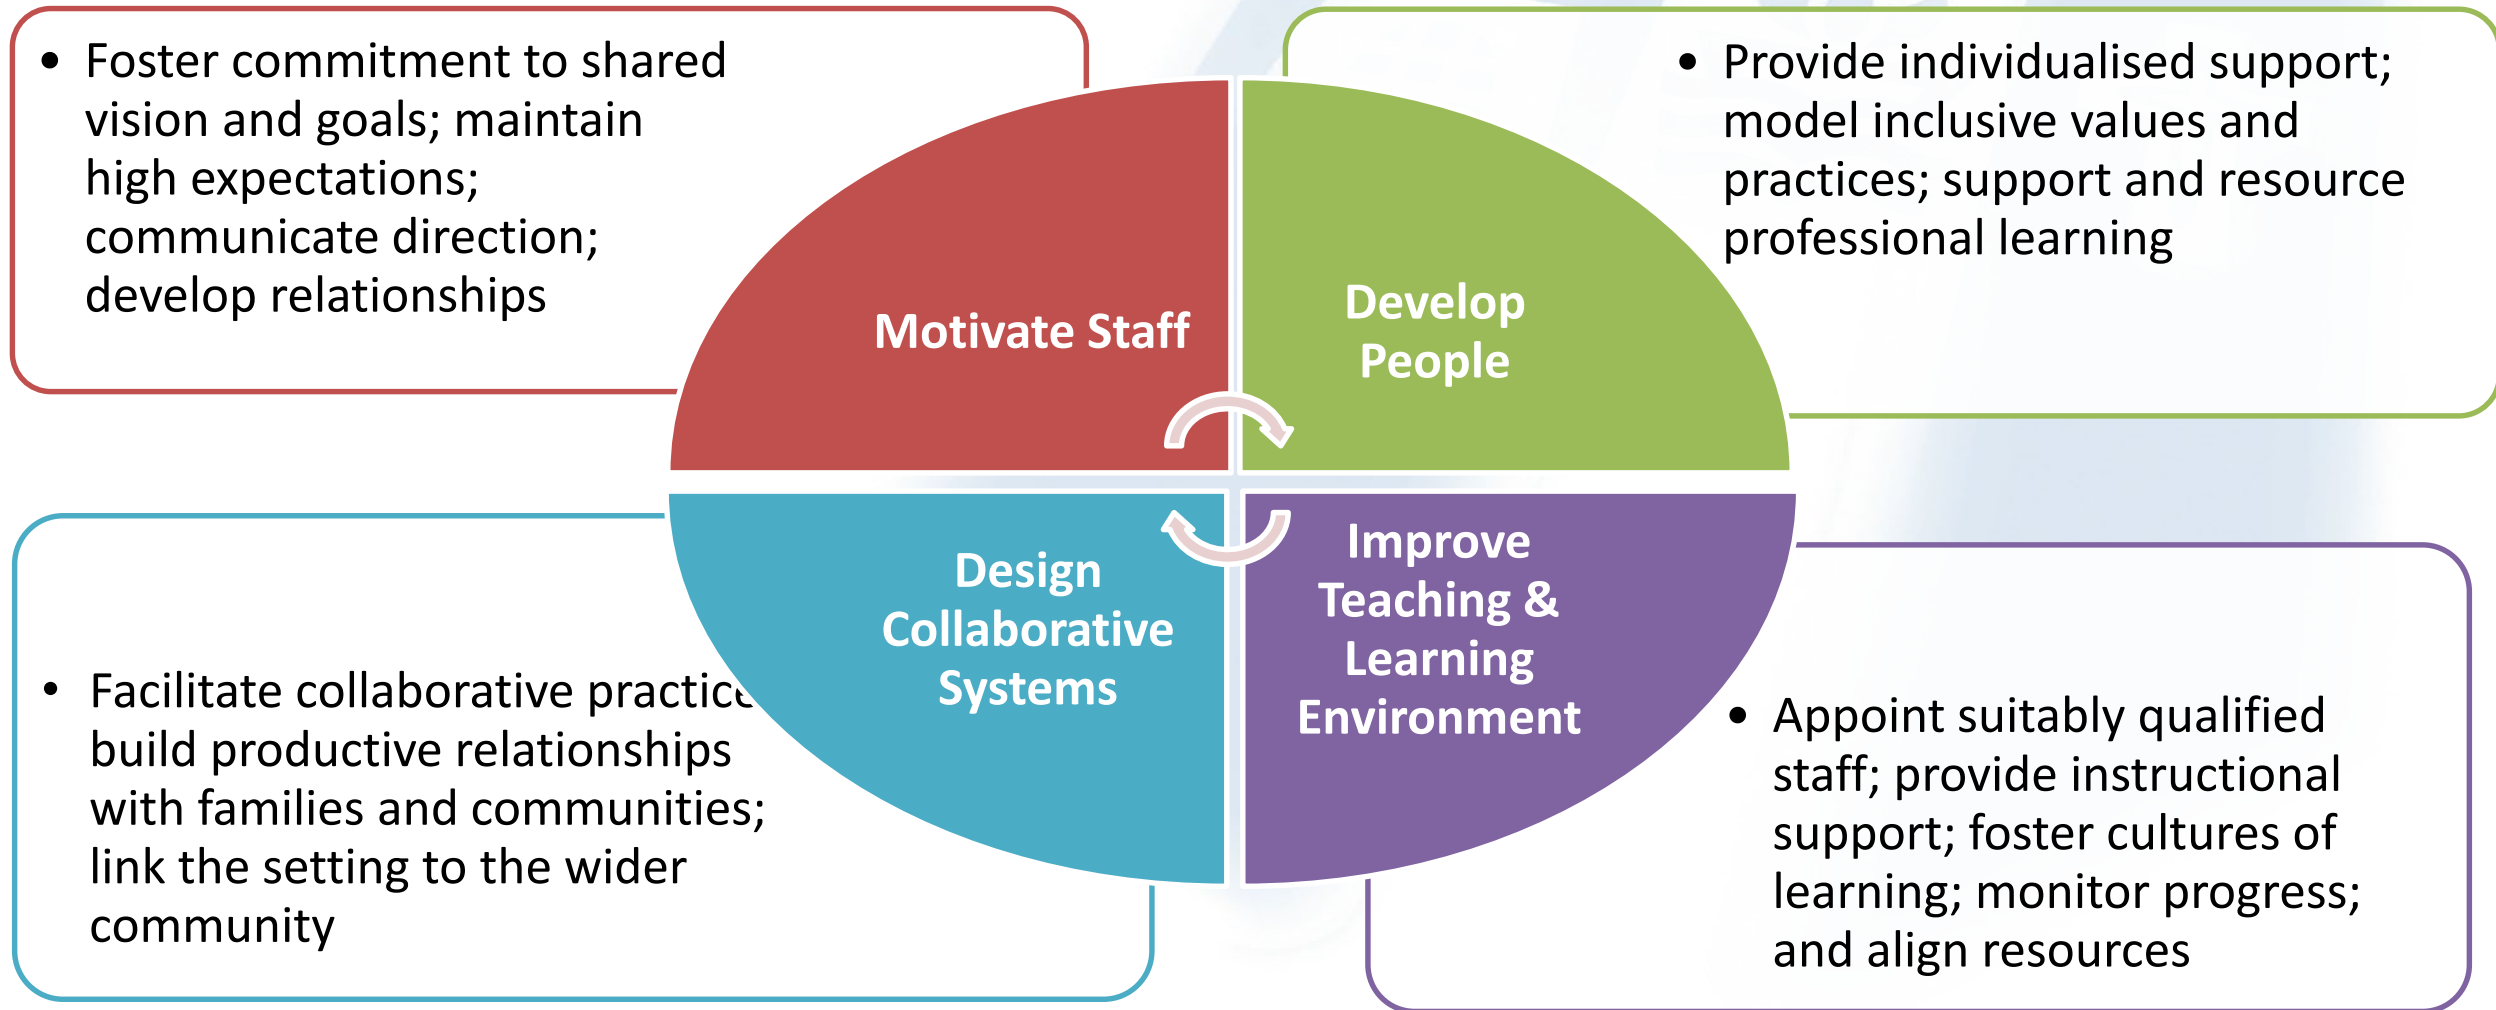 Foster commitment to shared
vision and goals; maintain
high expectations;
communicate direction,
develop relationships
Provide individualised support;
model inclusive values and
practices; support and resource
professional learning
Motivate Staff
Develop
People
Design
Collaborative
Systems
Improve
Teaching &
Learning
Environment
Facilitate collaborative
build productive relationships
with families and communities;
link the setting to the wider
community
Appoint suitably qualified
staff; provide instructional
support; foster cultures of
learning; monitor progress;
and align resources